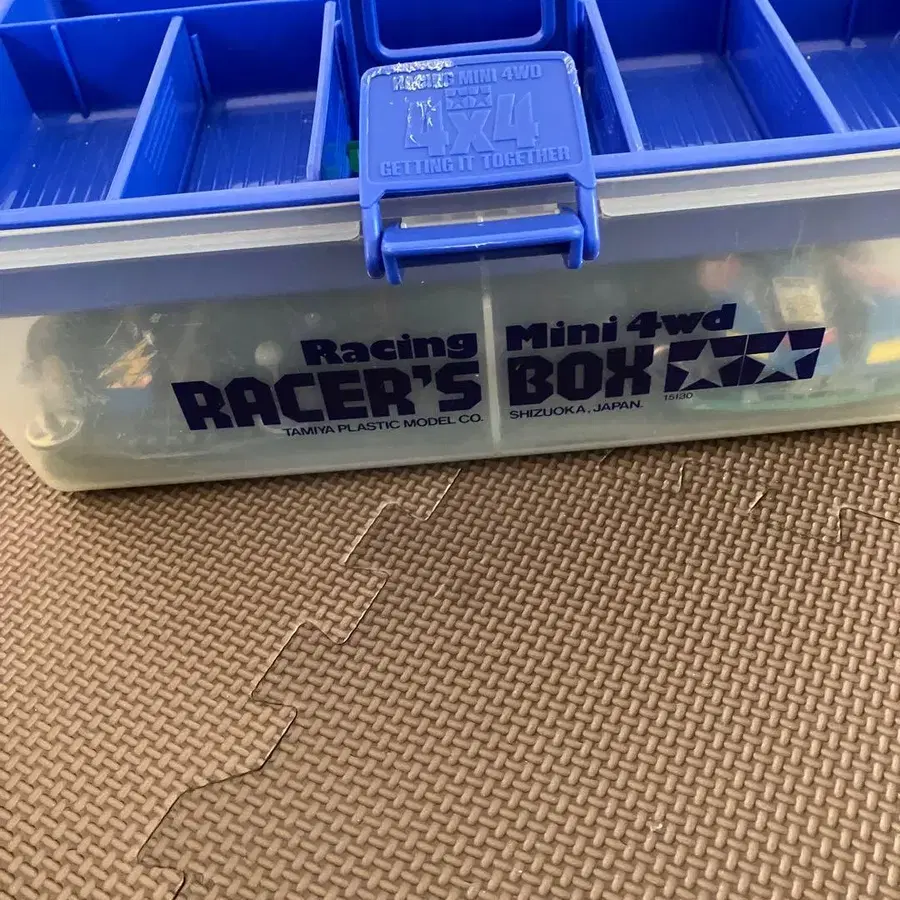 RACING MINI 4WD
4X4
GETTING IT TOGETHER
Racing Mini 4wd
RACER'S BOX
TAMIYA PLASTIC MODEL CO. SHIZUOKA, JAPAN. 15130